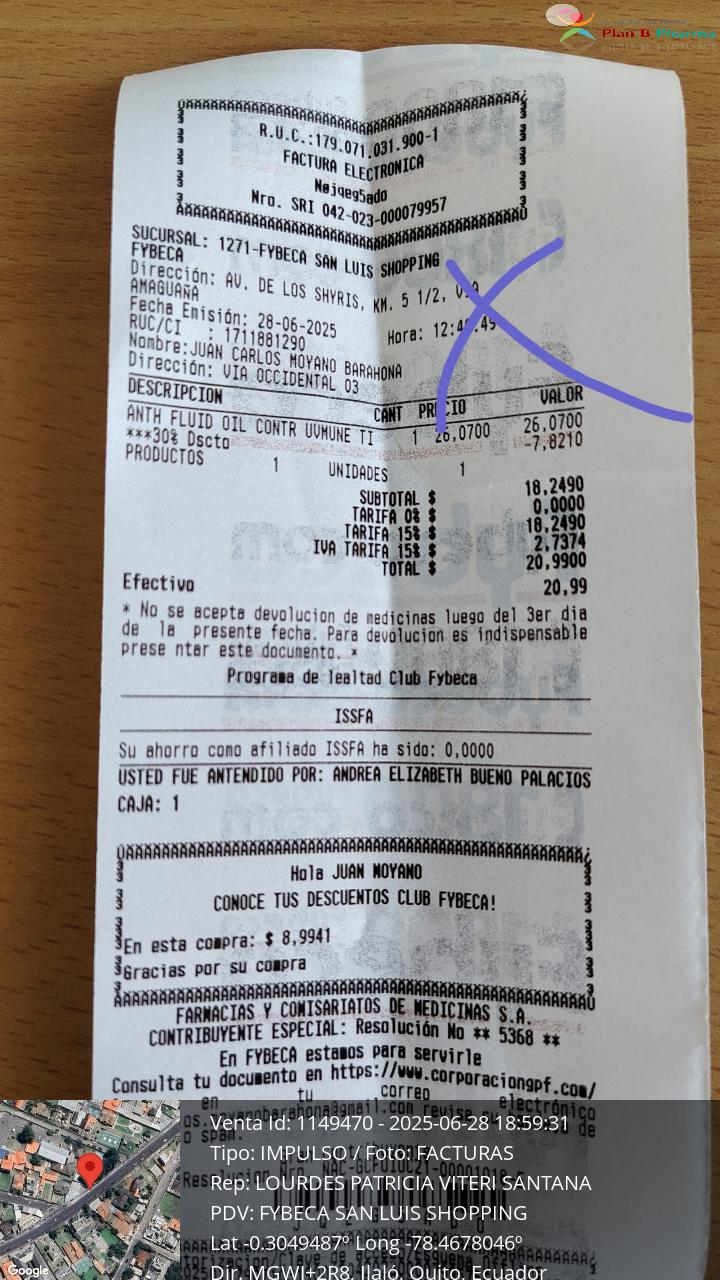 Plan B Pharma
R.U.C.:179.071.031.900-1
FACTURA ELECTRONICA
Nøjqeg5ado
Nro. SRI 042-023-000079957
SUCURSAL: 1271-FYBECA SAN LUIS SHOPPING
FYBECA
Dirección: AV. DE LOS SHYRIS, KM. 5 1/2, VIA
AMAGUAÑA
Fecha Emisión: 28-06-2025
Hora:
RUC/CI : 1711881290
Nombre:JUAN CARLOS MOYANO BARAHONA
Dirección: VIA OCCIDENTAL 03
DESCRIPCION CANT PRECIO VALOR
ANTH FLUID OIL CONTR UVMUNE TI 1 26,0700 26,0700
***30% Dscto -7,8210
PRODUCTOS 1 UNIDADES 1
SUBTOTAL $ 18,2490
TARIFA 0% $ 0,0000
TARIFA 15% $ 18,2490
IVA TARIFA 15% $ 2,7374
TOTAL $ 20,9900
Efectivo 20,99
* No se acepta devolucion de medicinas luego del 3er dia
de la presente fecha. Para devolucion es indispensable
prese ntar este documento. *
Programa de lealtad Club Fybeca
ISSFA
Su ahorro como afiliado ISSFA ha sido: 0,0000
USTED FUE ANTENDIDO POR: ANDREA ELIZABETH BUENO PALACIOS
CAJA: 1
Hola JUAN MOYANO
CONOCE TUS DESCUENTOS CLUB FYBECA!
En esta compra: $ 8,9941
Gracias por su compra
FARMACIAS Y COMISARIATOS DE MEDICINAS S.A.
CONTRIBUYENTE ESPECIAL: Resolución No ** 5368 **
En FYBECA estamos para servirle
Consulta tu documento en https://www.corporaciongpf.com/
en tu correo electrónico
revise
o spam.
Venta Id: 1149470 - 2025-06-28 18:59:31
Tipo: IMPULSO / Foto: FACTURAS
Rep: LOURDES PATRICIA VITERI SANTANA
PDV: FYBECA SAN LUIS SHOPPING
Lat -0.3049487º Long -78.4678046º
Dir. MGWJ+2R8, Ilaló, Quito, Ecuador
Google